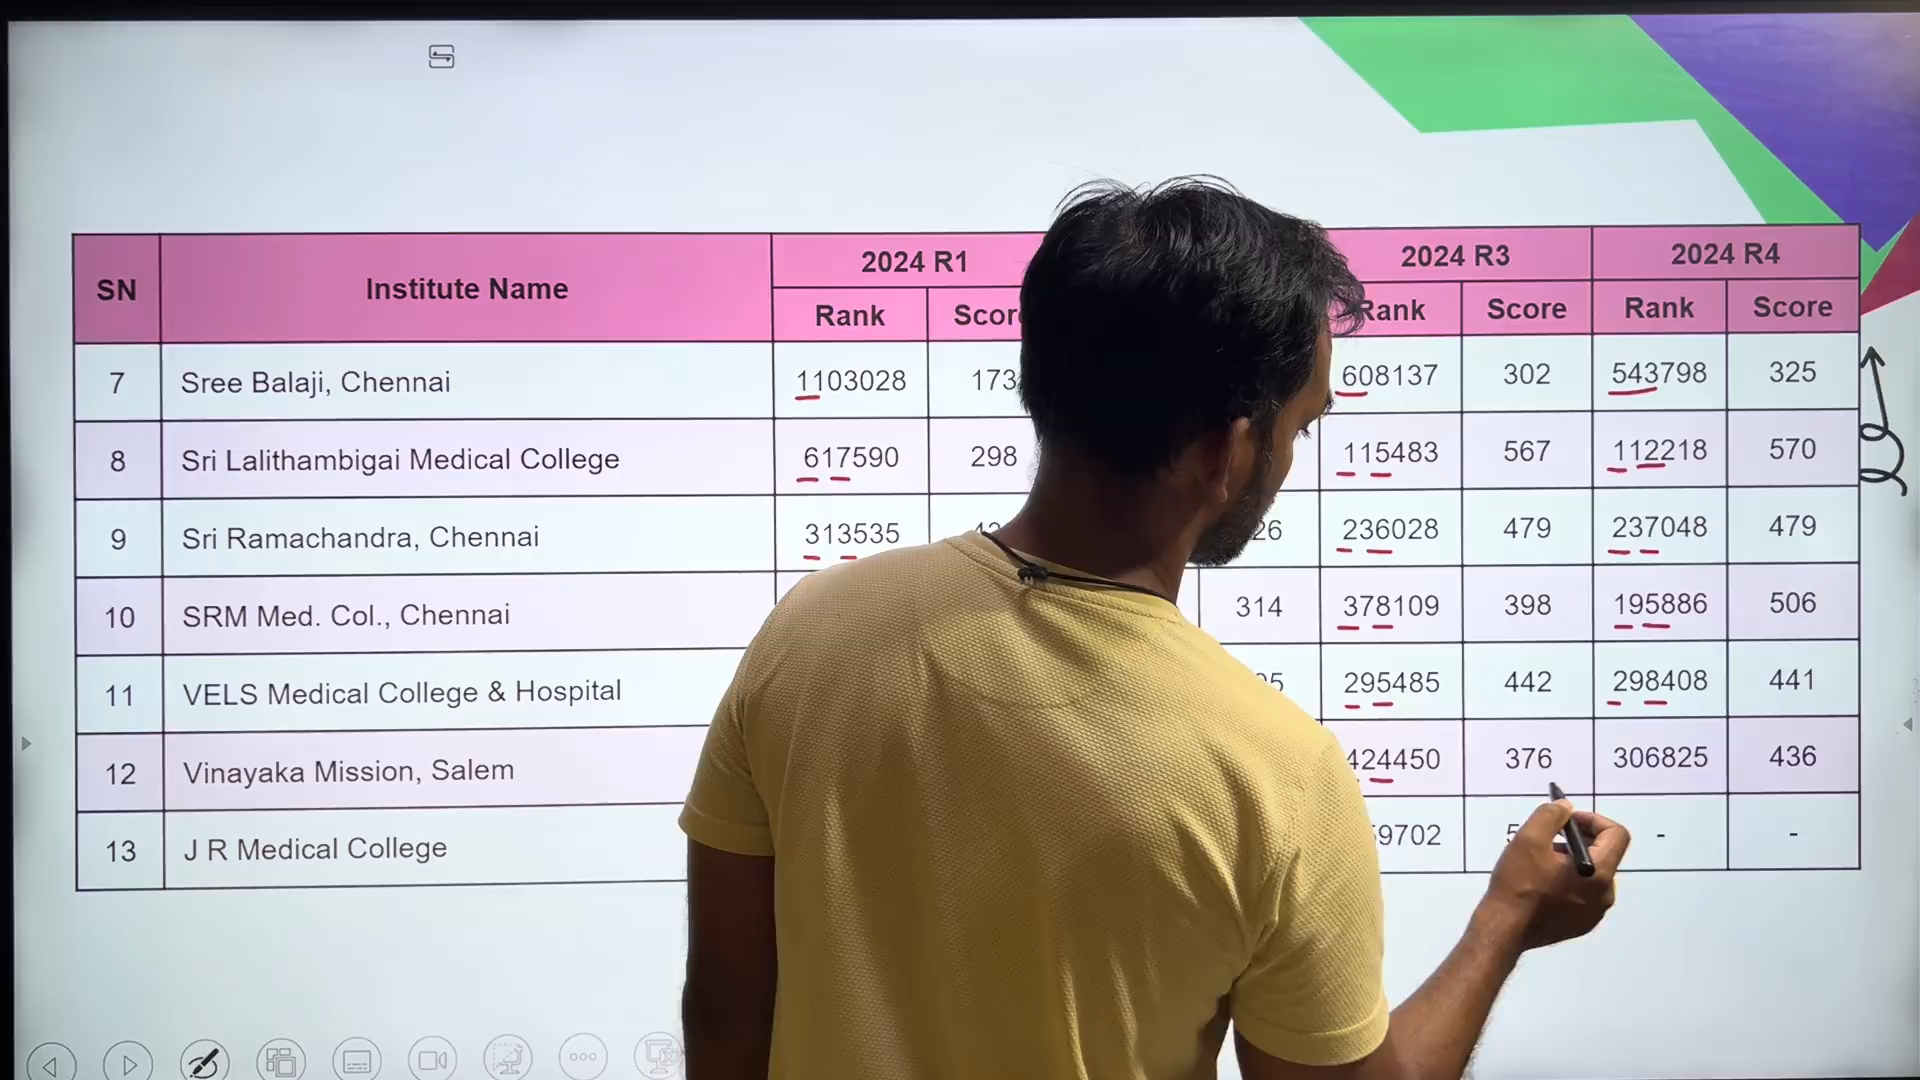 SN Institute Name 2024 R1 2024 R3 2024 R4
Rank Rank Score Rank Score
7 Sree Balaji, Chennai 1103028 608137 302 543798 325
8 Sri Lalithambigai Medical College 617590 298 115483 567 112218 570
9 Sri Ramachandra, Chennai 313535 236028 479 237048 479
10 SRM Med. Col., Chennai 314 378109 398 195886 506
11 VELS Medical College & Hospital 295485 442 298408 441
12 Vinayaka Mission, Salem 424450 376 306825 436
13 J R Medical College - -